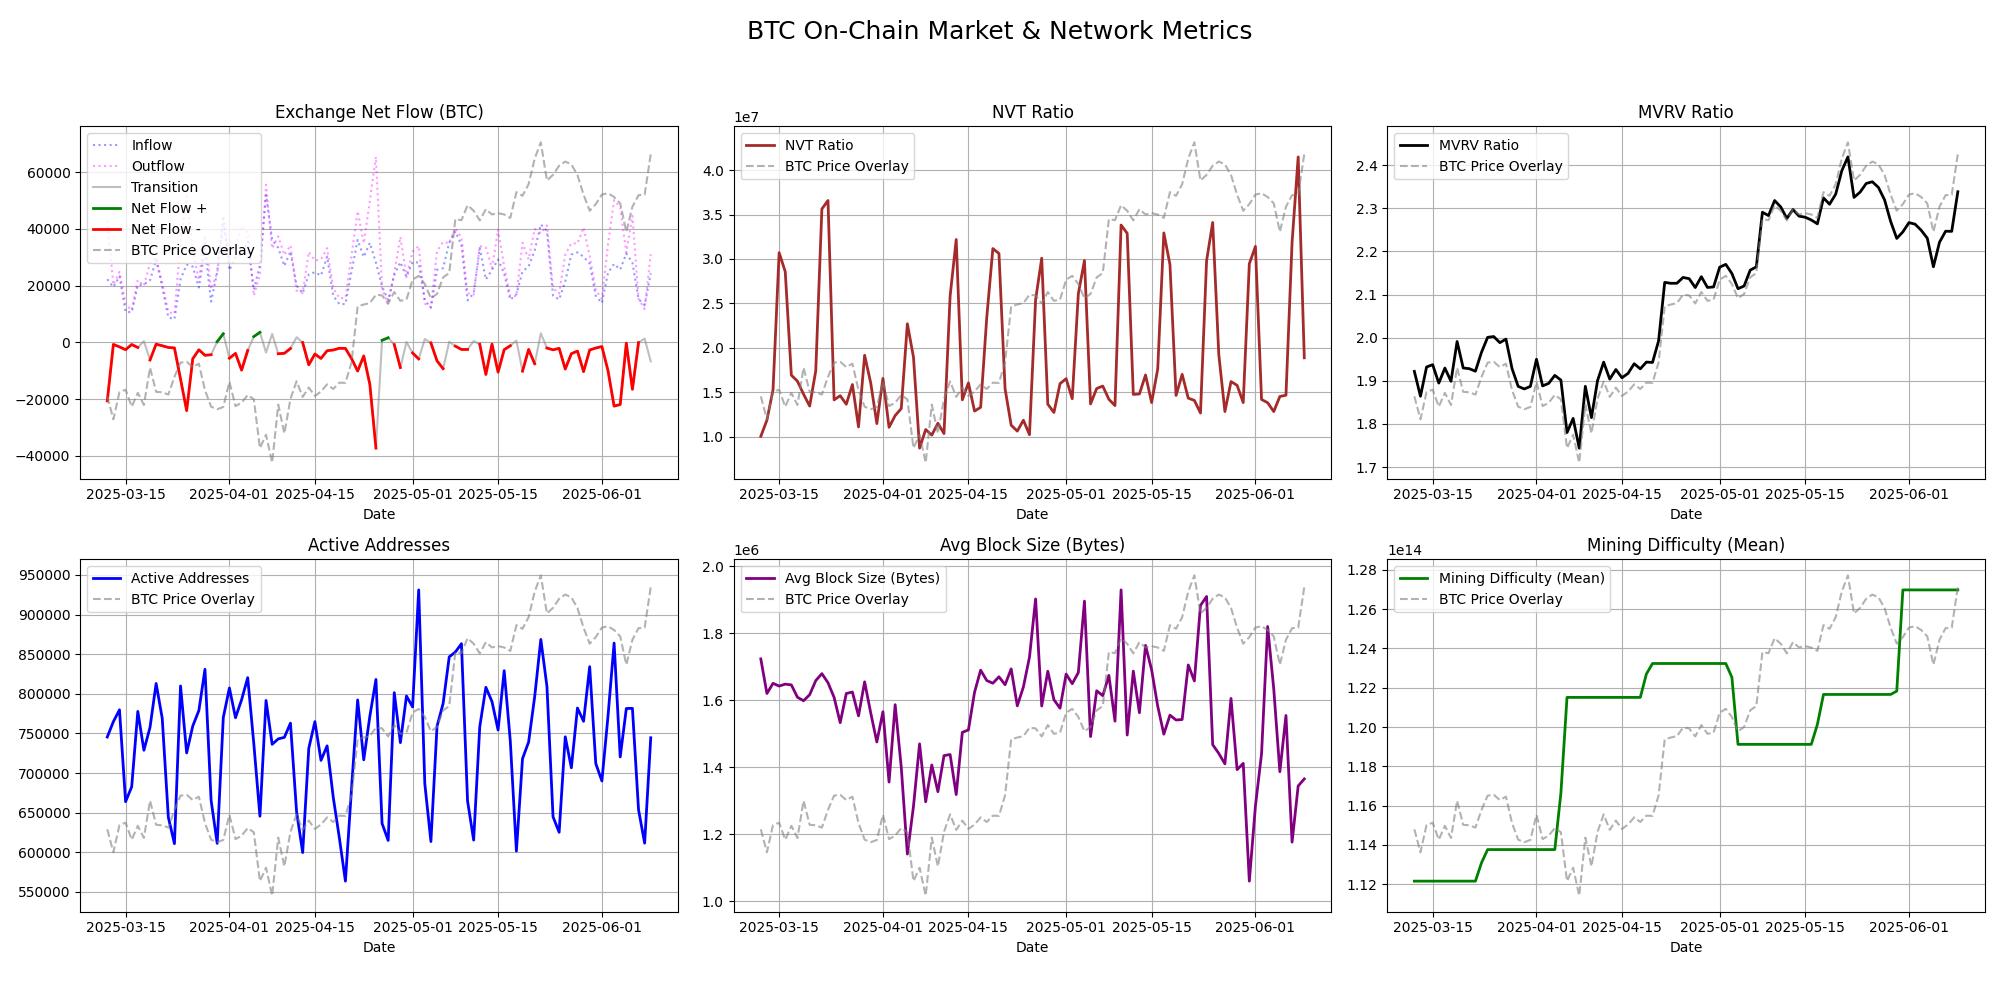 BTC On-Chain Market & Network Metrics
Exchange Net Flow (BTC)
Inflow
Outflow
Transition
Net Flow +
Net Flow -
BTC Price Overlay
60000
40000
20000
0
−20000
−40000
2025-03-15
2025-04-01
2025-04-15
2025-05-01
2025-05-15
2025-06-01
Date
NVT Ratio
1e7
NVT Ratio
BTC Price Overlay
4.0
3.5
3.0
2.5
2.0
1.5
1.0
2025-03-15
2025-04-01
2025-04-15
2025-05-01
2025-05-15
2025-06-01
Date
MVRV Ratio
MVRV Ratio
BTC Price Overlay
2.4
2.3
2.2
2.1
2.0
1.9
1.8
1.7
2025-03-15
2025-04-01
2025-04-15
2025-05-01
2025-05-15
2025-06-01
Date
Active Addresses
Active Addresses
BTC Price Overlay
950000
900000
850000
800000
750000
700000
650000
600000
550000
2025-03-15
2025-04-01
2025-04-15
2025-05-01
2025-05-15
2025-06-01
Date
Avg Block Size (Bytes)
1e6
Avg Block Size (Bytes)
BTC Price Overlay
2.0
1.8
1.6
1.4
1.2
1.0
2025-03-15
2025-04-01
2025-04-15
2025-05-01
2025-05-15
2025-06-01
Date
Mining Difficulty (Mean)
1e14
Mining Difficulty (Mean)
BTC Price Overlay
1.28
1.26
1.24
1.22
1.20
1.18
1.16
1.14
1.12
2025-03-15
2025-04-01
2025-04-15
2025-05-01
2025-05-15
2025-06-01
Date